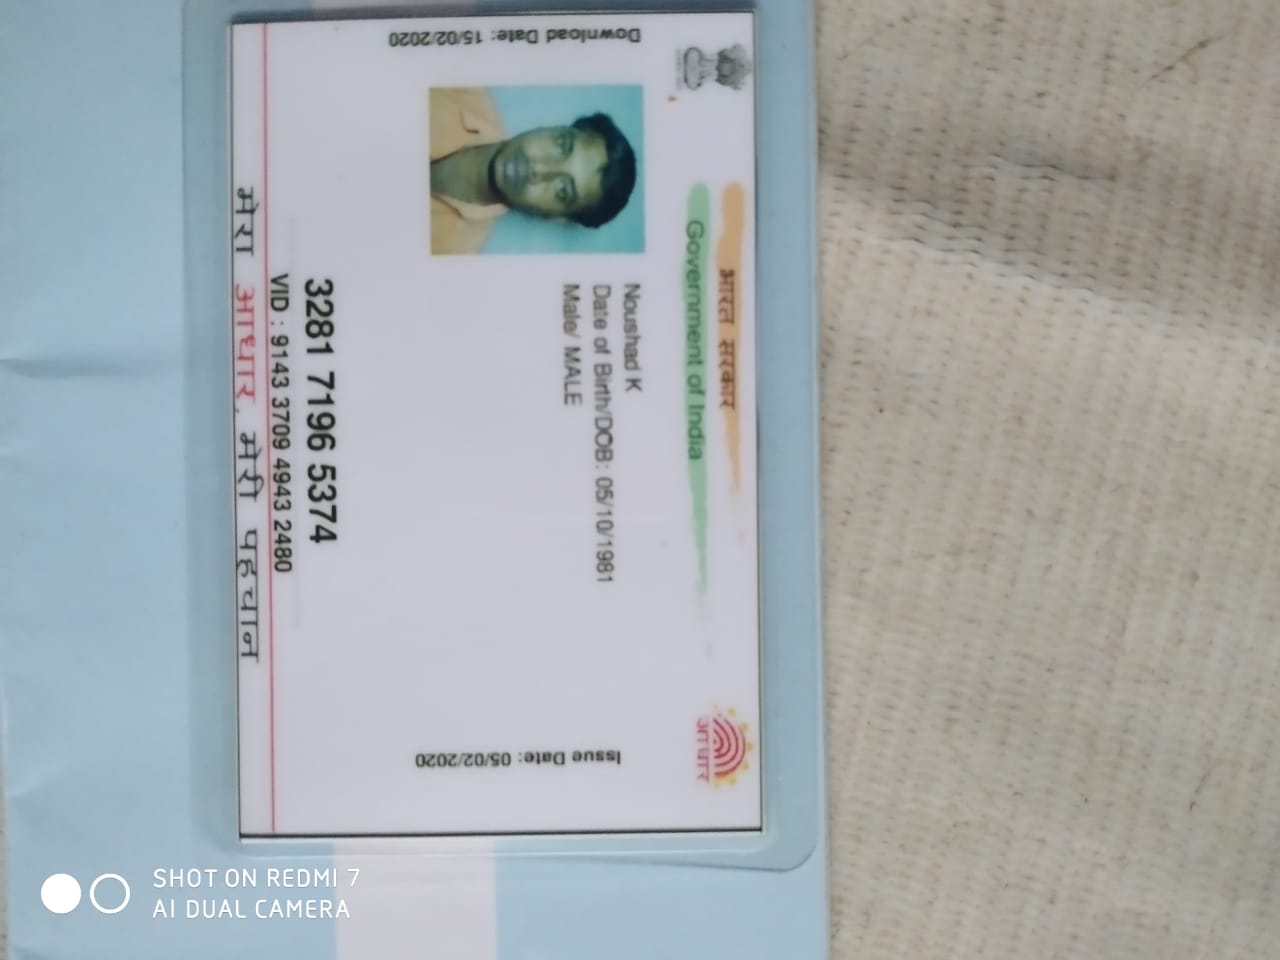 भारत सरकार
Government of India
आधार
Download Date: 15/02/2020
Noushad K
Date of Birth/DOB: 05/10/1981
Male/ MALE
Issue Date: 05/02/2020
3281 7196 5374
VID : 9143 3709 4943 2480
मेरा आधार, मेरी पहचान
SHOT ON REDMI 7
AI DUAL CAMERA